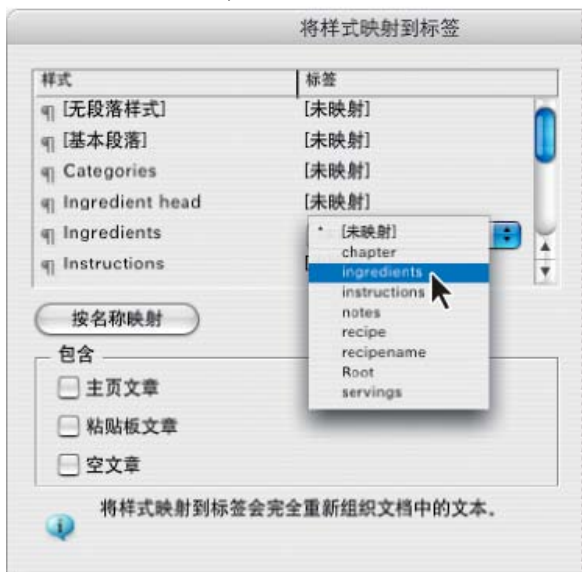 将样式映射到标签
样式 标签
[无段落样式] [未映射]
[基本段落] [未映射]
Categories [未映射]
Ingredient head [未映射]
Ingredients
Instructions
[未映射]
chapter
ingredients
instructions
notes
recipe
recipename
Root
servings
按名称映射
包含
主页文章
粘贴板文章
空文章
将样式映射到标签会完全重新组织文档中的文本.